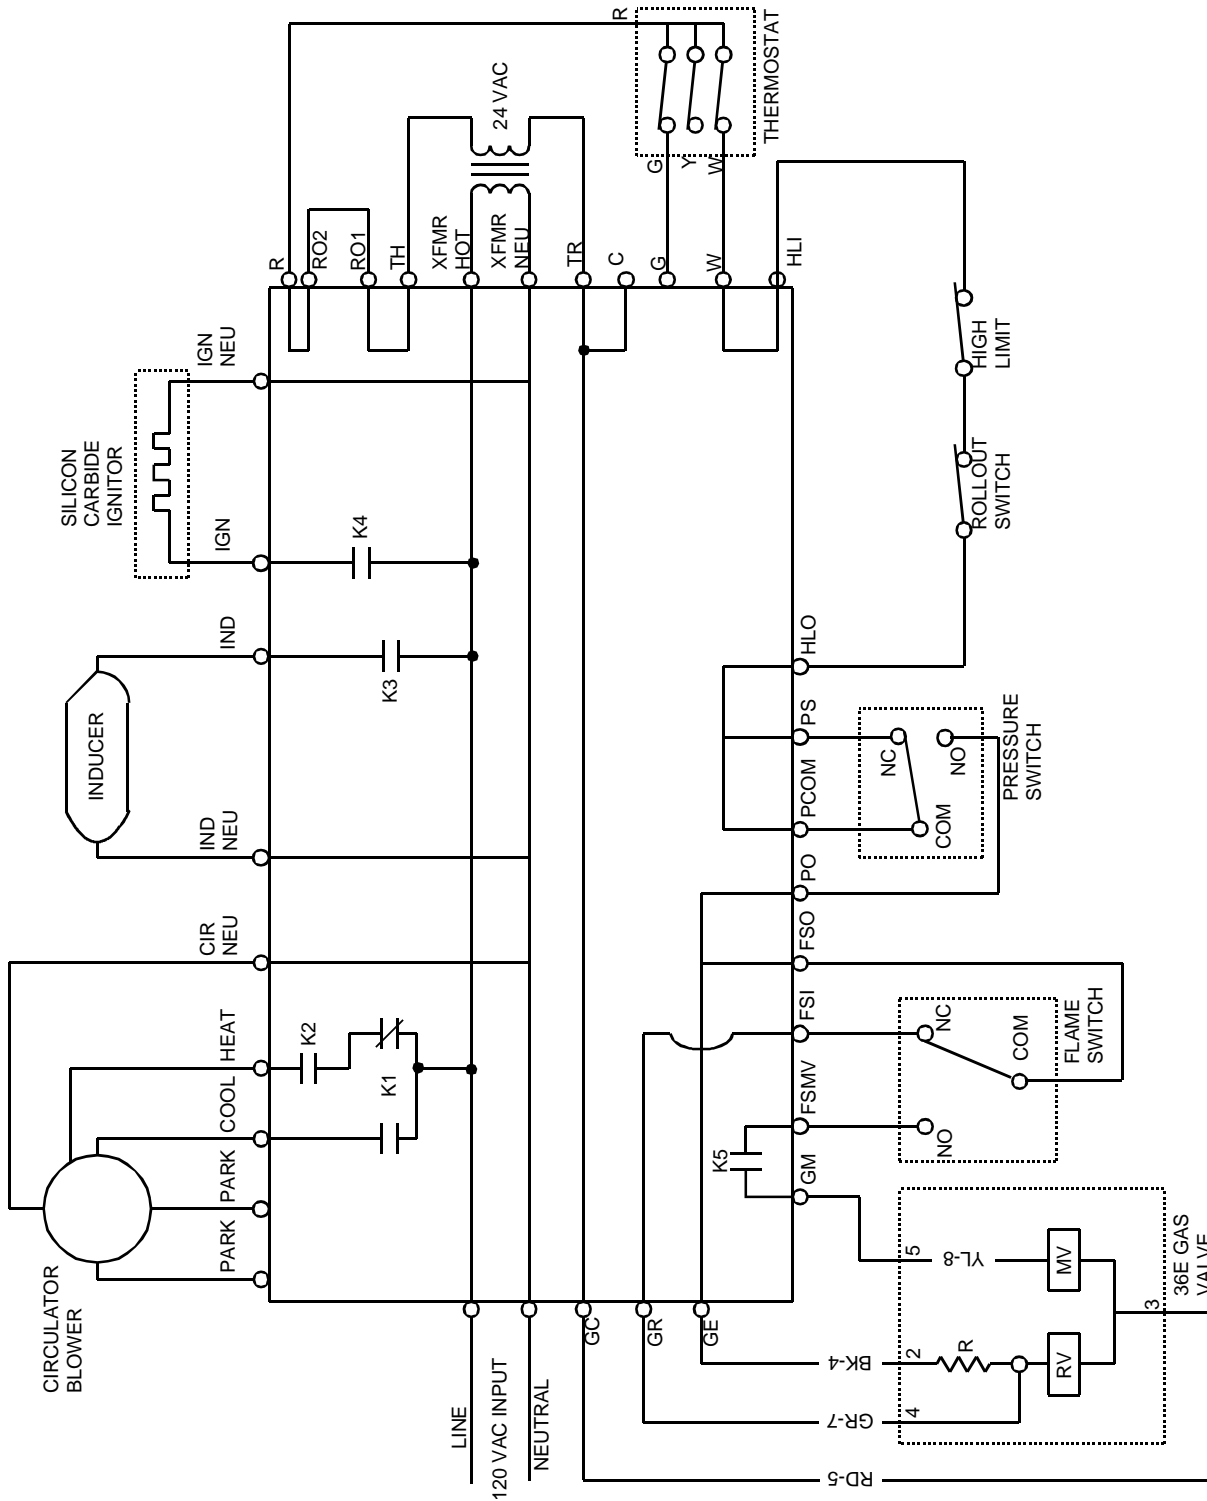 R
THERMOSTAT
24 VAC
G
Y
W
R
RO2
RO1
TH
XFMR
HOT
XFMR
NEU
TR
C
G
W
HLI
HIGH
LIMIT
ROLLOUT
SWITCH
SILICON
CARBIDE
IGNITOR
IGN
NEU
IGN
K4
IND
K3
INDUCER
IND
NEU
CIR
NEU
HEAT
COOL
PARK
PARK
K2
K1
CIRCULATOR
BLOWER
HLO
PS
PCOM
PO
FSO
FSI
FSMV
GM
K5
NC
NO
COM
PRESSURE
SWITCH
NC
COM
NO
FLAME
SWITCH
LINE
120 VAC INPUT
NEUTRAL
GC
GR
GE
BK-4
GR-7
RD-5
YL-8
5
2
4
3
R
MV
RV
36E GAS
VALVE